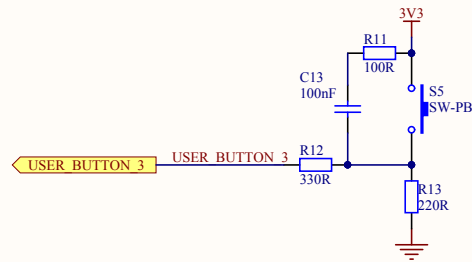 3V3
R11
100R
C13
100nF
S5
SW-PB
USER_BUTTON_3
USER_BUTTON_3
R12
330R
R13
220R